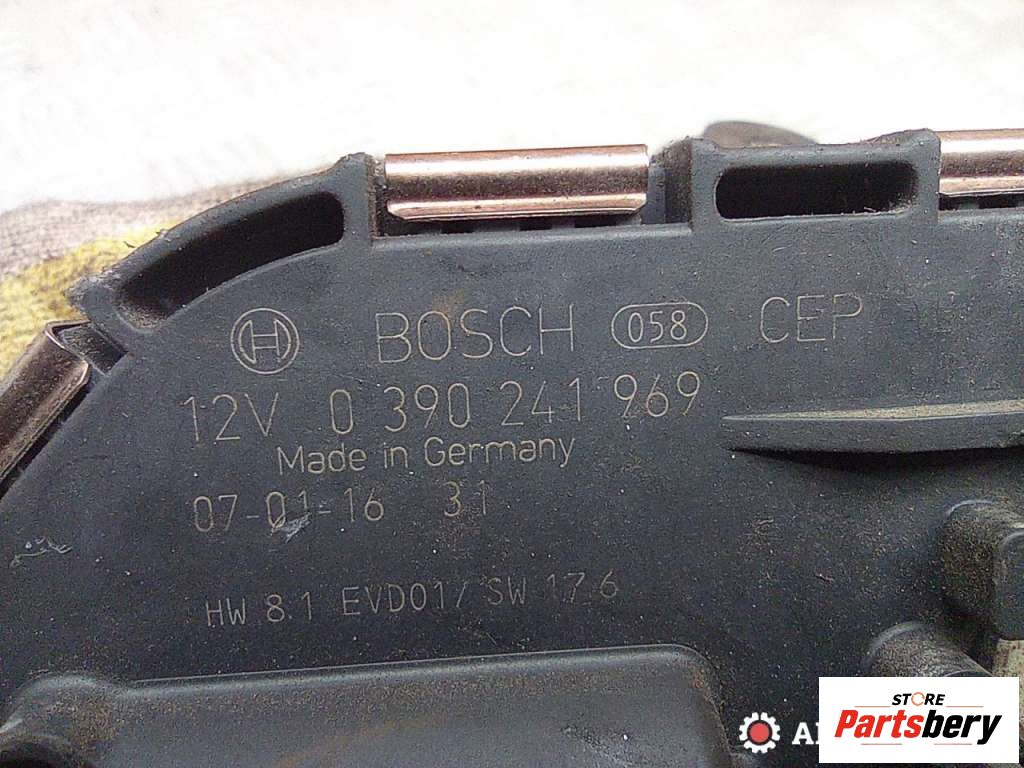 BOSCH 058 CEP
12V 0 390 241 969
Made in Germany
07-01-16 31
HW 8.1 EVD01/ SW 17.6
STORE
Partsbery